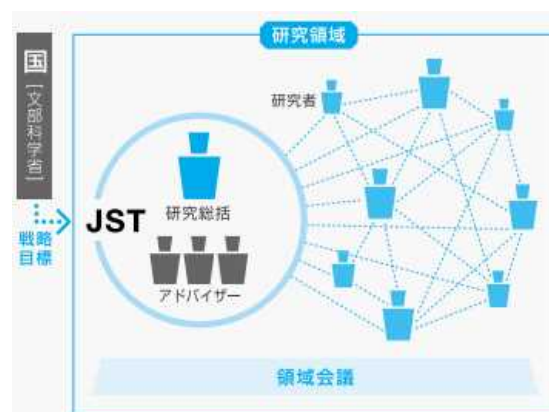 研究領域
国
［文部科学省］
研究者
JST
研究総括
戦略
目標
アドバイザー
領域会議